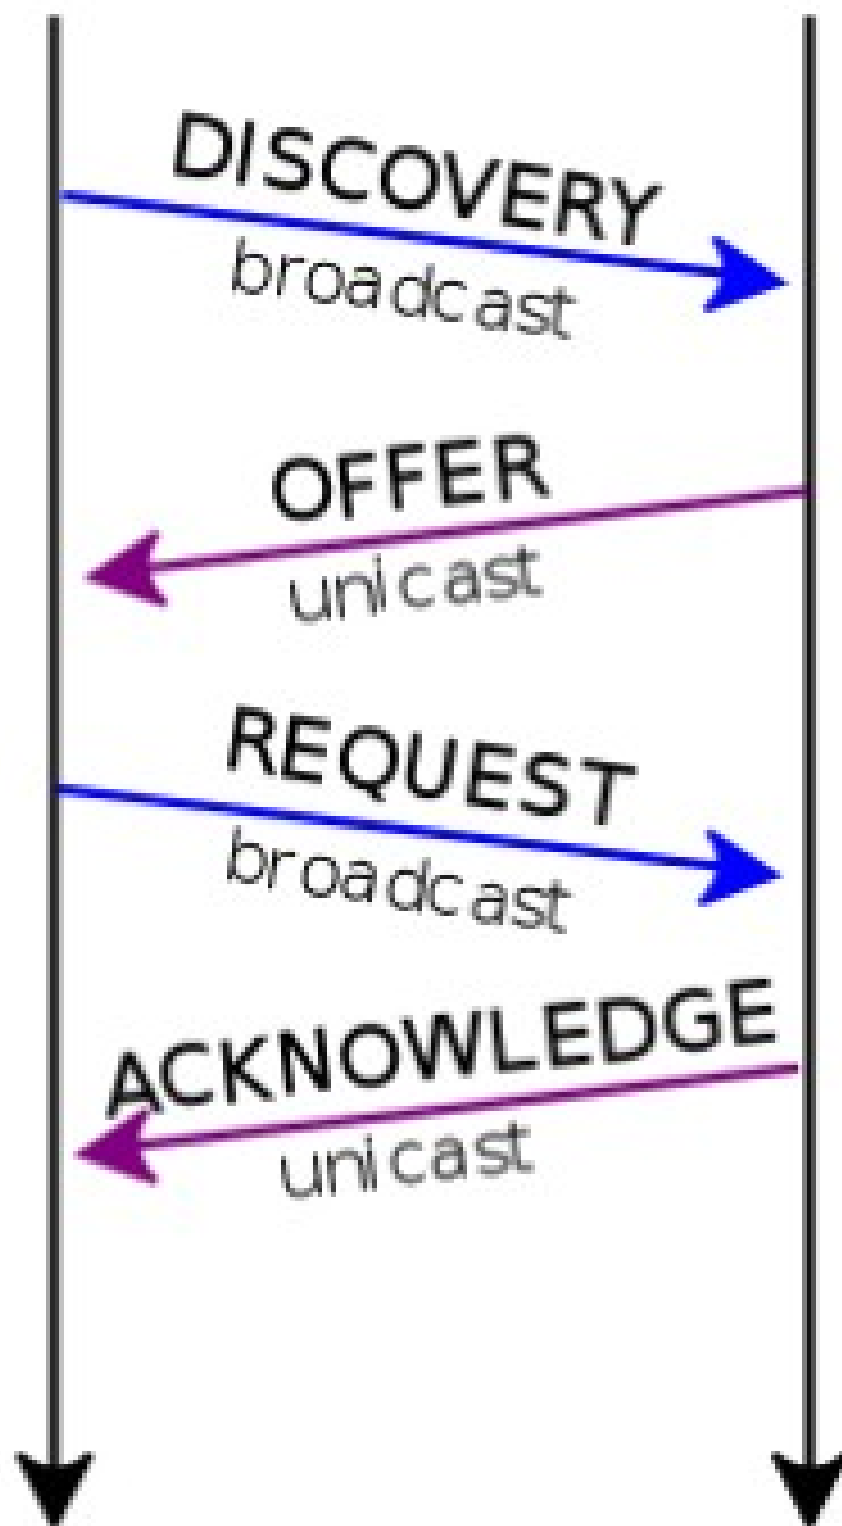 DISCOVERY
broadcast
OFFER
unicast
REQUEST
broadcast
ACKNOWLEDGE
unicast